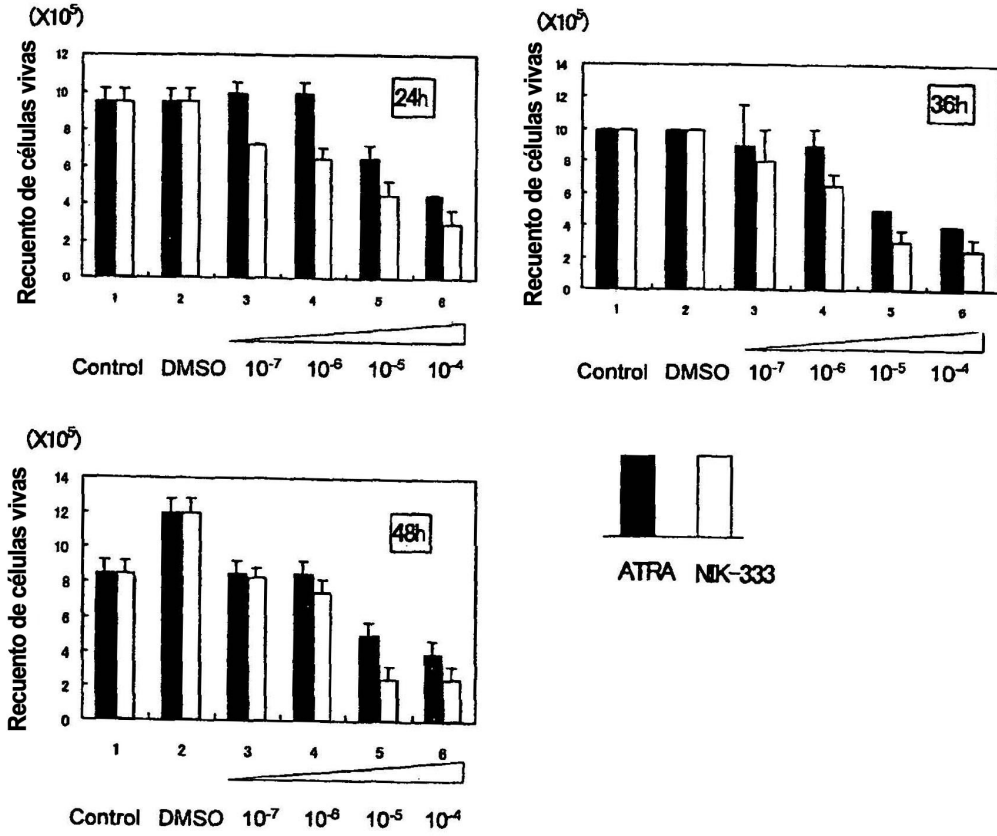 (X10⁵)
Recuento de células vivas
12
10
8
6
4
2
0
24h
1 2 3 4 5 6
Control DMSO 10⁻⁷ 10⁻⁶ 10⁻⁵ 10⁻⁴
(X10⁵)
Recuento de células vivas
14
12
10
8
6
4
2
0
36h
1 2 3 4 5 6
Control DMSO 10⁻⁷ 10⁻⁶ 10⁻⁵ 10⁻⁴
(X10⁵)
Recuento de células vivas
14
12
10
8
6
4
2
0
48h
1 2 3 4 5 6
Control DMSO 10⁻⁷ 10⁻⁶ 10⁻⁵ 10⁻⁴
ATRA NIK-333